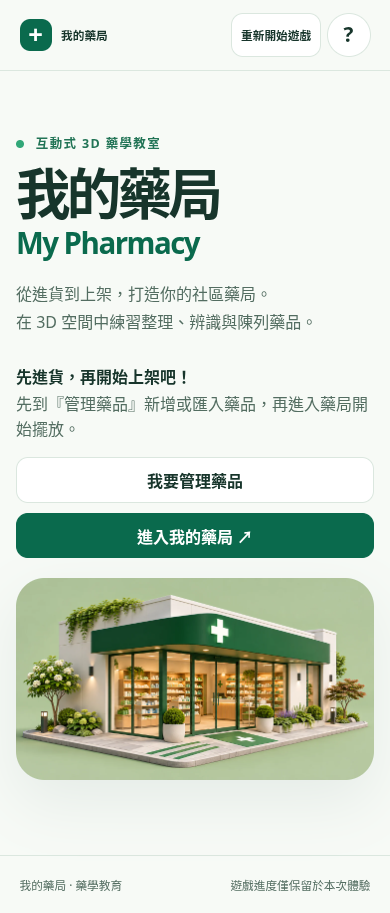 我的藥局
重新開始遊戲
?
互動式 3D 藥學教室
我的藥局
My Pharmacy
從進貨到上架，打造你的社區藥局。
在 3D 空間中練習整理、辨識與陳列藥品。
先進貨，再開始上架吧！
先到『管理藥品』新增或匯入藥品，再進入藥局開
始擺放。
我要管理藥品
進入我的藥局 ↗
我的藥局 · 藥學教育
遊戲進度僅保留於本次體驗